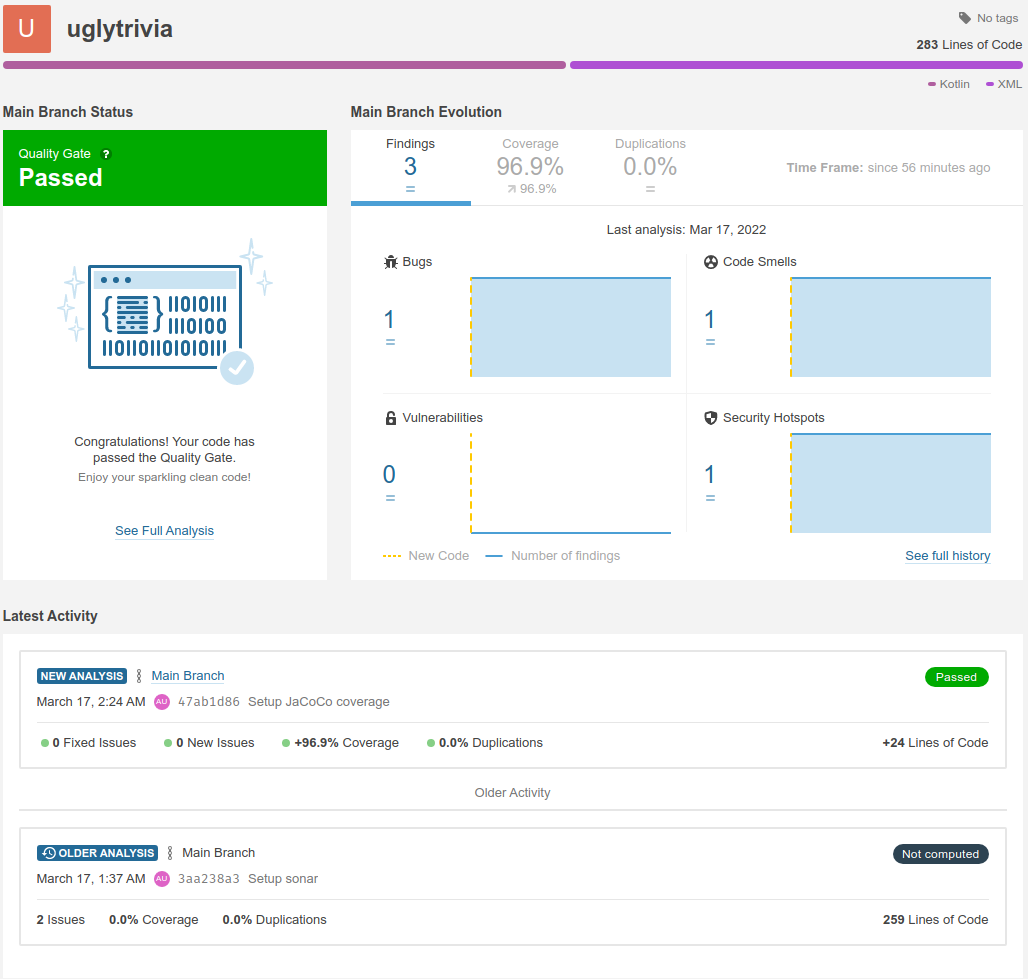 U
uglytrivia
No tags
283 Lines of Code
Kotlin XML
Main Branch Status
Main Branch Evolution
Quality Gate ?
Passed
Congratulations! Your code has
passed the Quality Gate.
Enjoy your sparkling clean code!
See Full Analysis
Findings Coverage Duplications
3 96.9% 0.0%
= 96.9% =
Time Frame: since 56 minutes ago
Last analysis: Mar 17, 2022
Bugs
1
=
Code Smells
1
=
Vulnerabilities
0
=
Security Hotspots
1
=
New Code Number of findings
See full history
Latest Activity
NEW ANALYSIS Main Branch Passed
March 17, 2:24 AM AU 47ab1d86 Setup JaCoCo coverage
0 Fixed Issues 0 New Issues +96.9% Coverage 0.0% Duplications +24 Lines of Code
Older Activity
OLDER ANALYSIS Main Branch Not computed
March 17, 1:37 AM AU 3aa238a3 Setup sonar
2 Issues 0.0% Coverage 0.0% Duplications 259 Lines of Code